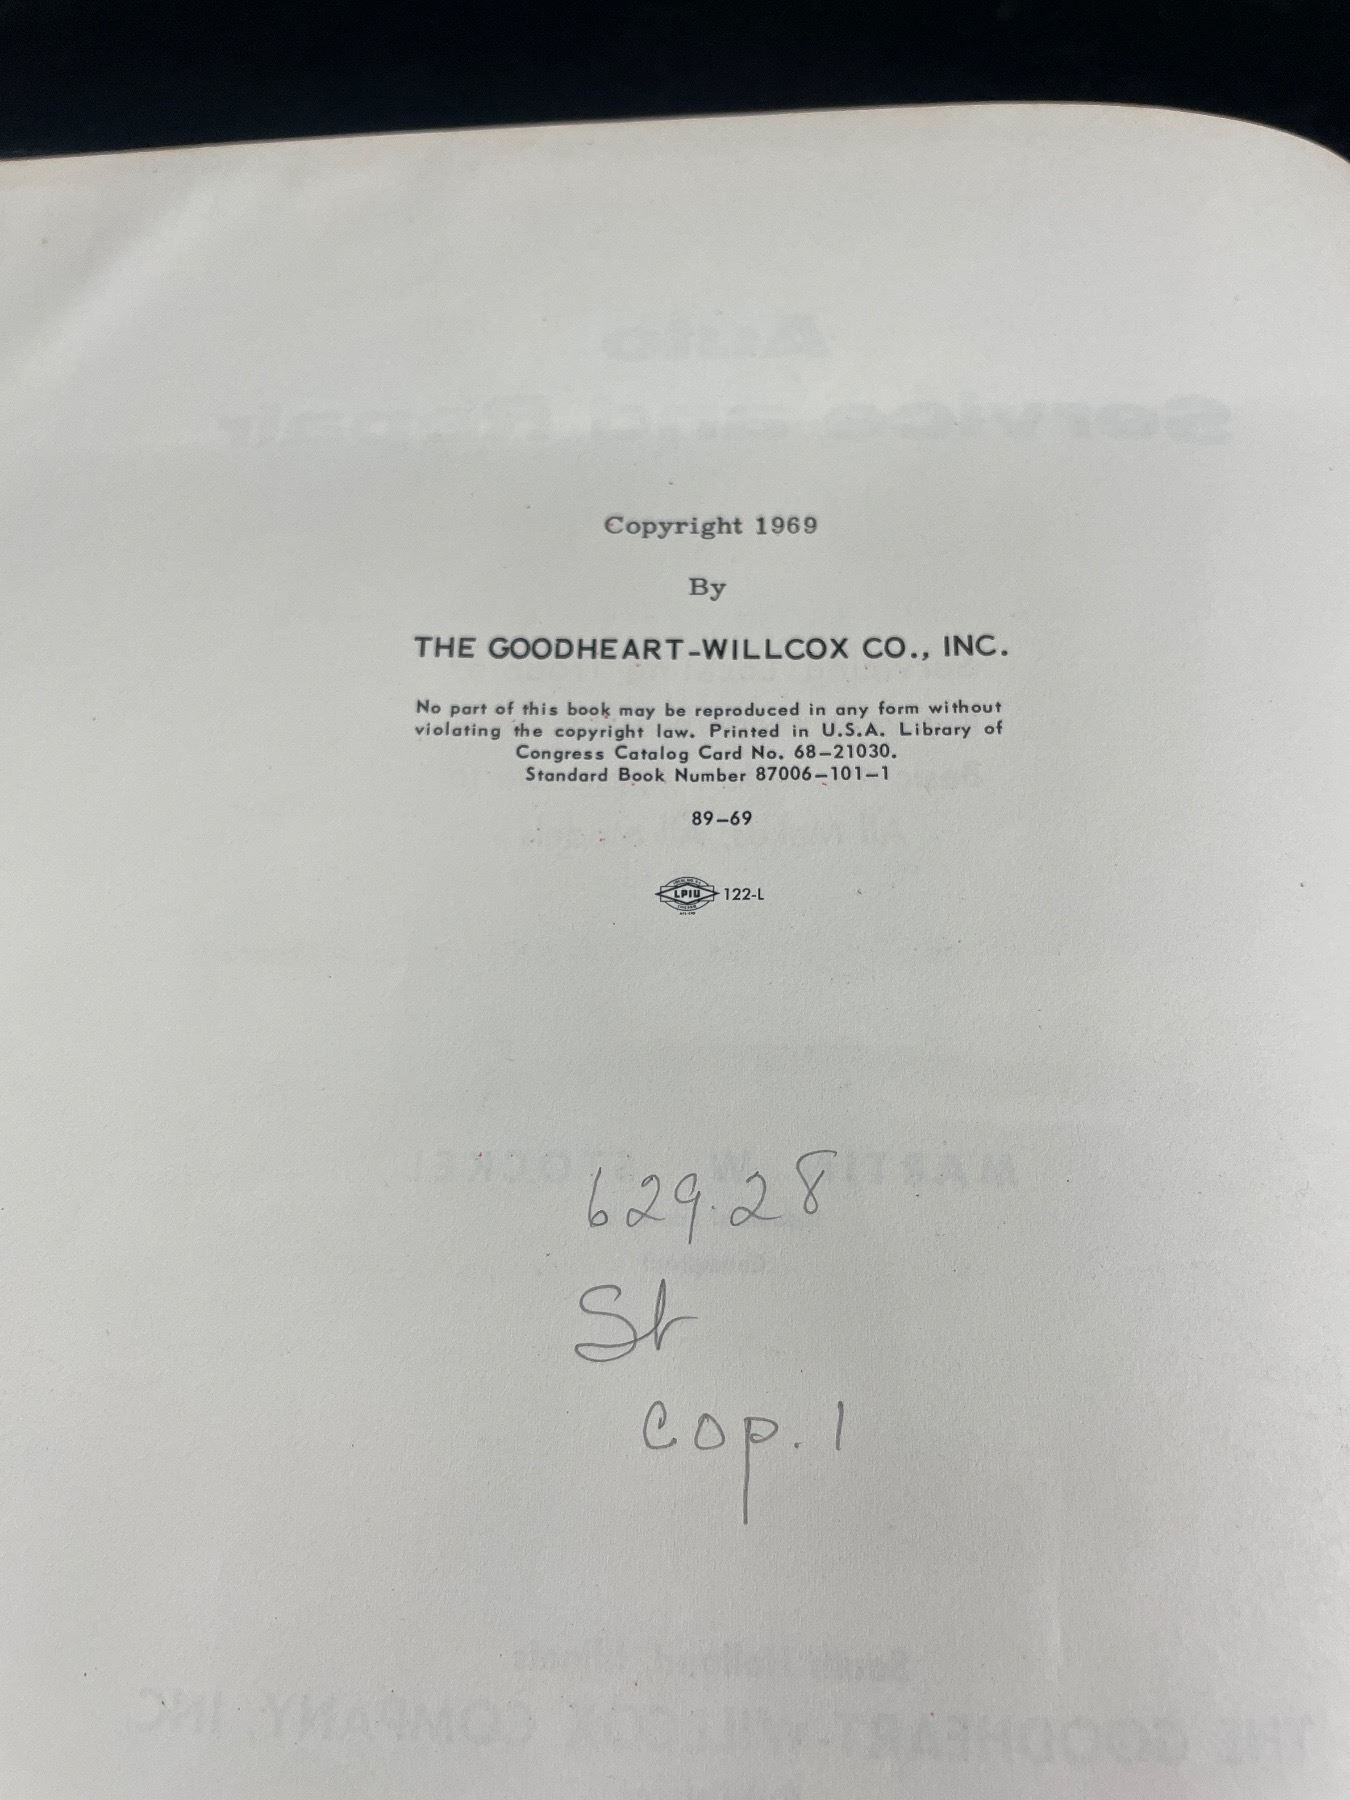 Copyright 1969
By
THE GOODHEART-WILLCOX CO., INC.
No part of this book may be reproduced in any form without
violating the copyright law. Printed in U.S.A. Library of
Congress Catalog Card No. 68-21030.
Standard Book Number 87006-101-1
89-69
LPIU 122-L
629.28
St
cop. 1